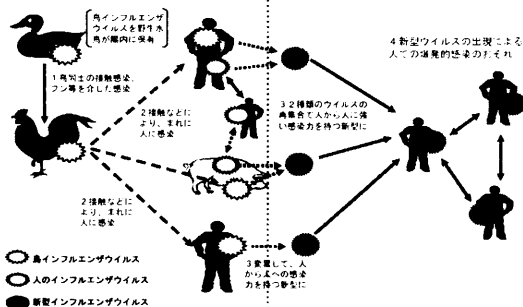 鳥インフルエンザ
ウイルスを野生水
鳥が腸内に保有
1鳥同士の接触感染、
フン等を介した感染
2接触などに
より、まれに
人に感染
2接触などに
より、まれに
人に感染
3 2種類のウイルスの
再集合で人から人に強
い感染力を持つ新型に
3変異して、人
から人への感染
力を持つ新型に
4新型ウイルスの出現による
人での爆発的感染のおそれ
鳥インフルエンザウイルス
人のインフルエンザウイルス
新型インフルエンザウイルス